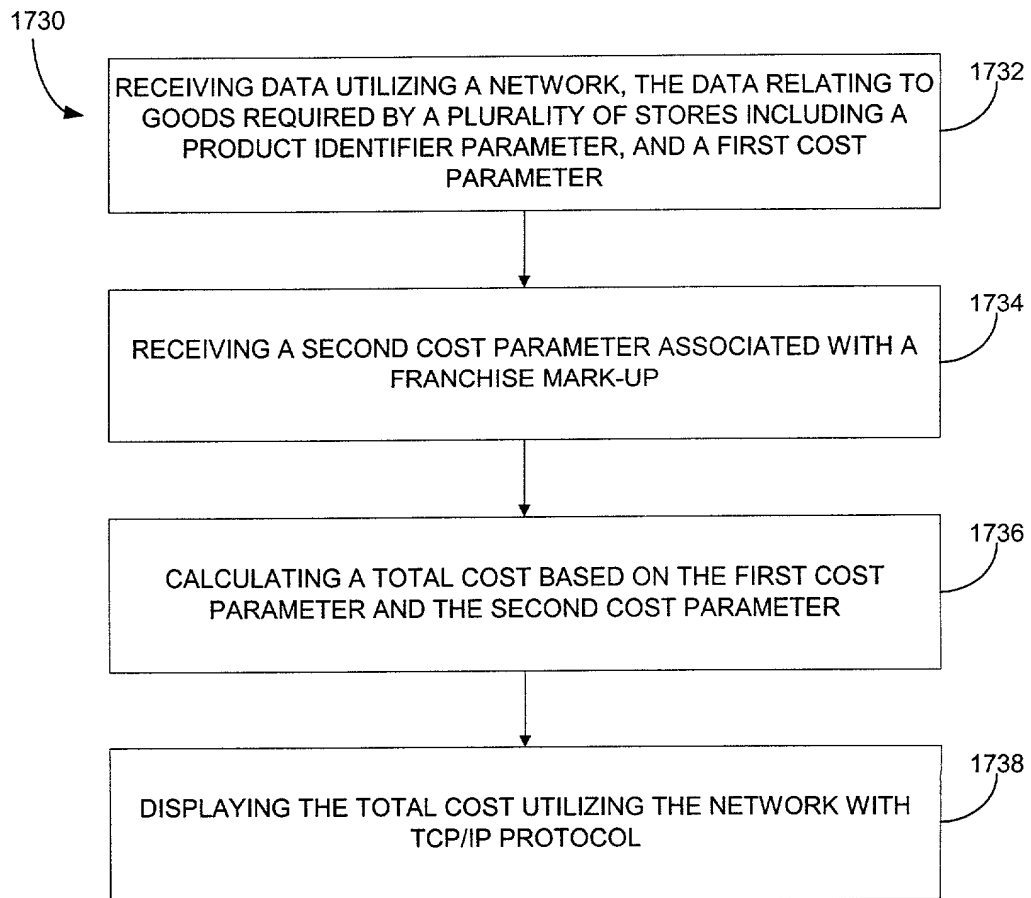 1730
RECEIVING DATA UTILIZING A NETWORK, THE DATA RELATING TO
GOODS REQUIRED BY A PLURALITY OF STORES INCLUDING A
PRODUCT IDENTIFIER PARAMETER, AND A FIRST COST
PARAMETER
1732
RECEIVING A SECOND COST PARAMETER ASSOCIATED WITH A
FRANCHISE MARK-UP
1734
CALCULATING A TOTAL COST BASED ON THE FIRST COST
PARAMETER AND THE SECOND COST PARAMETER
1736
DISPLAYING THE TOTAL COST UTILIZING THE NETWORK WITH
TCP/IP PROTOCOL
1738